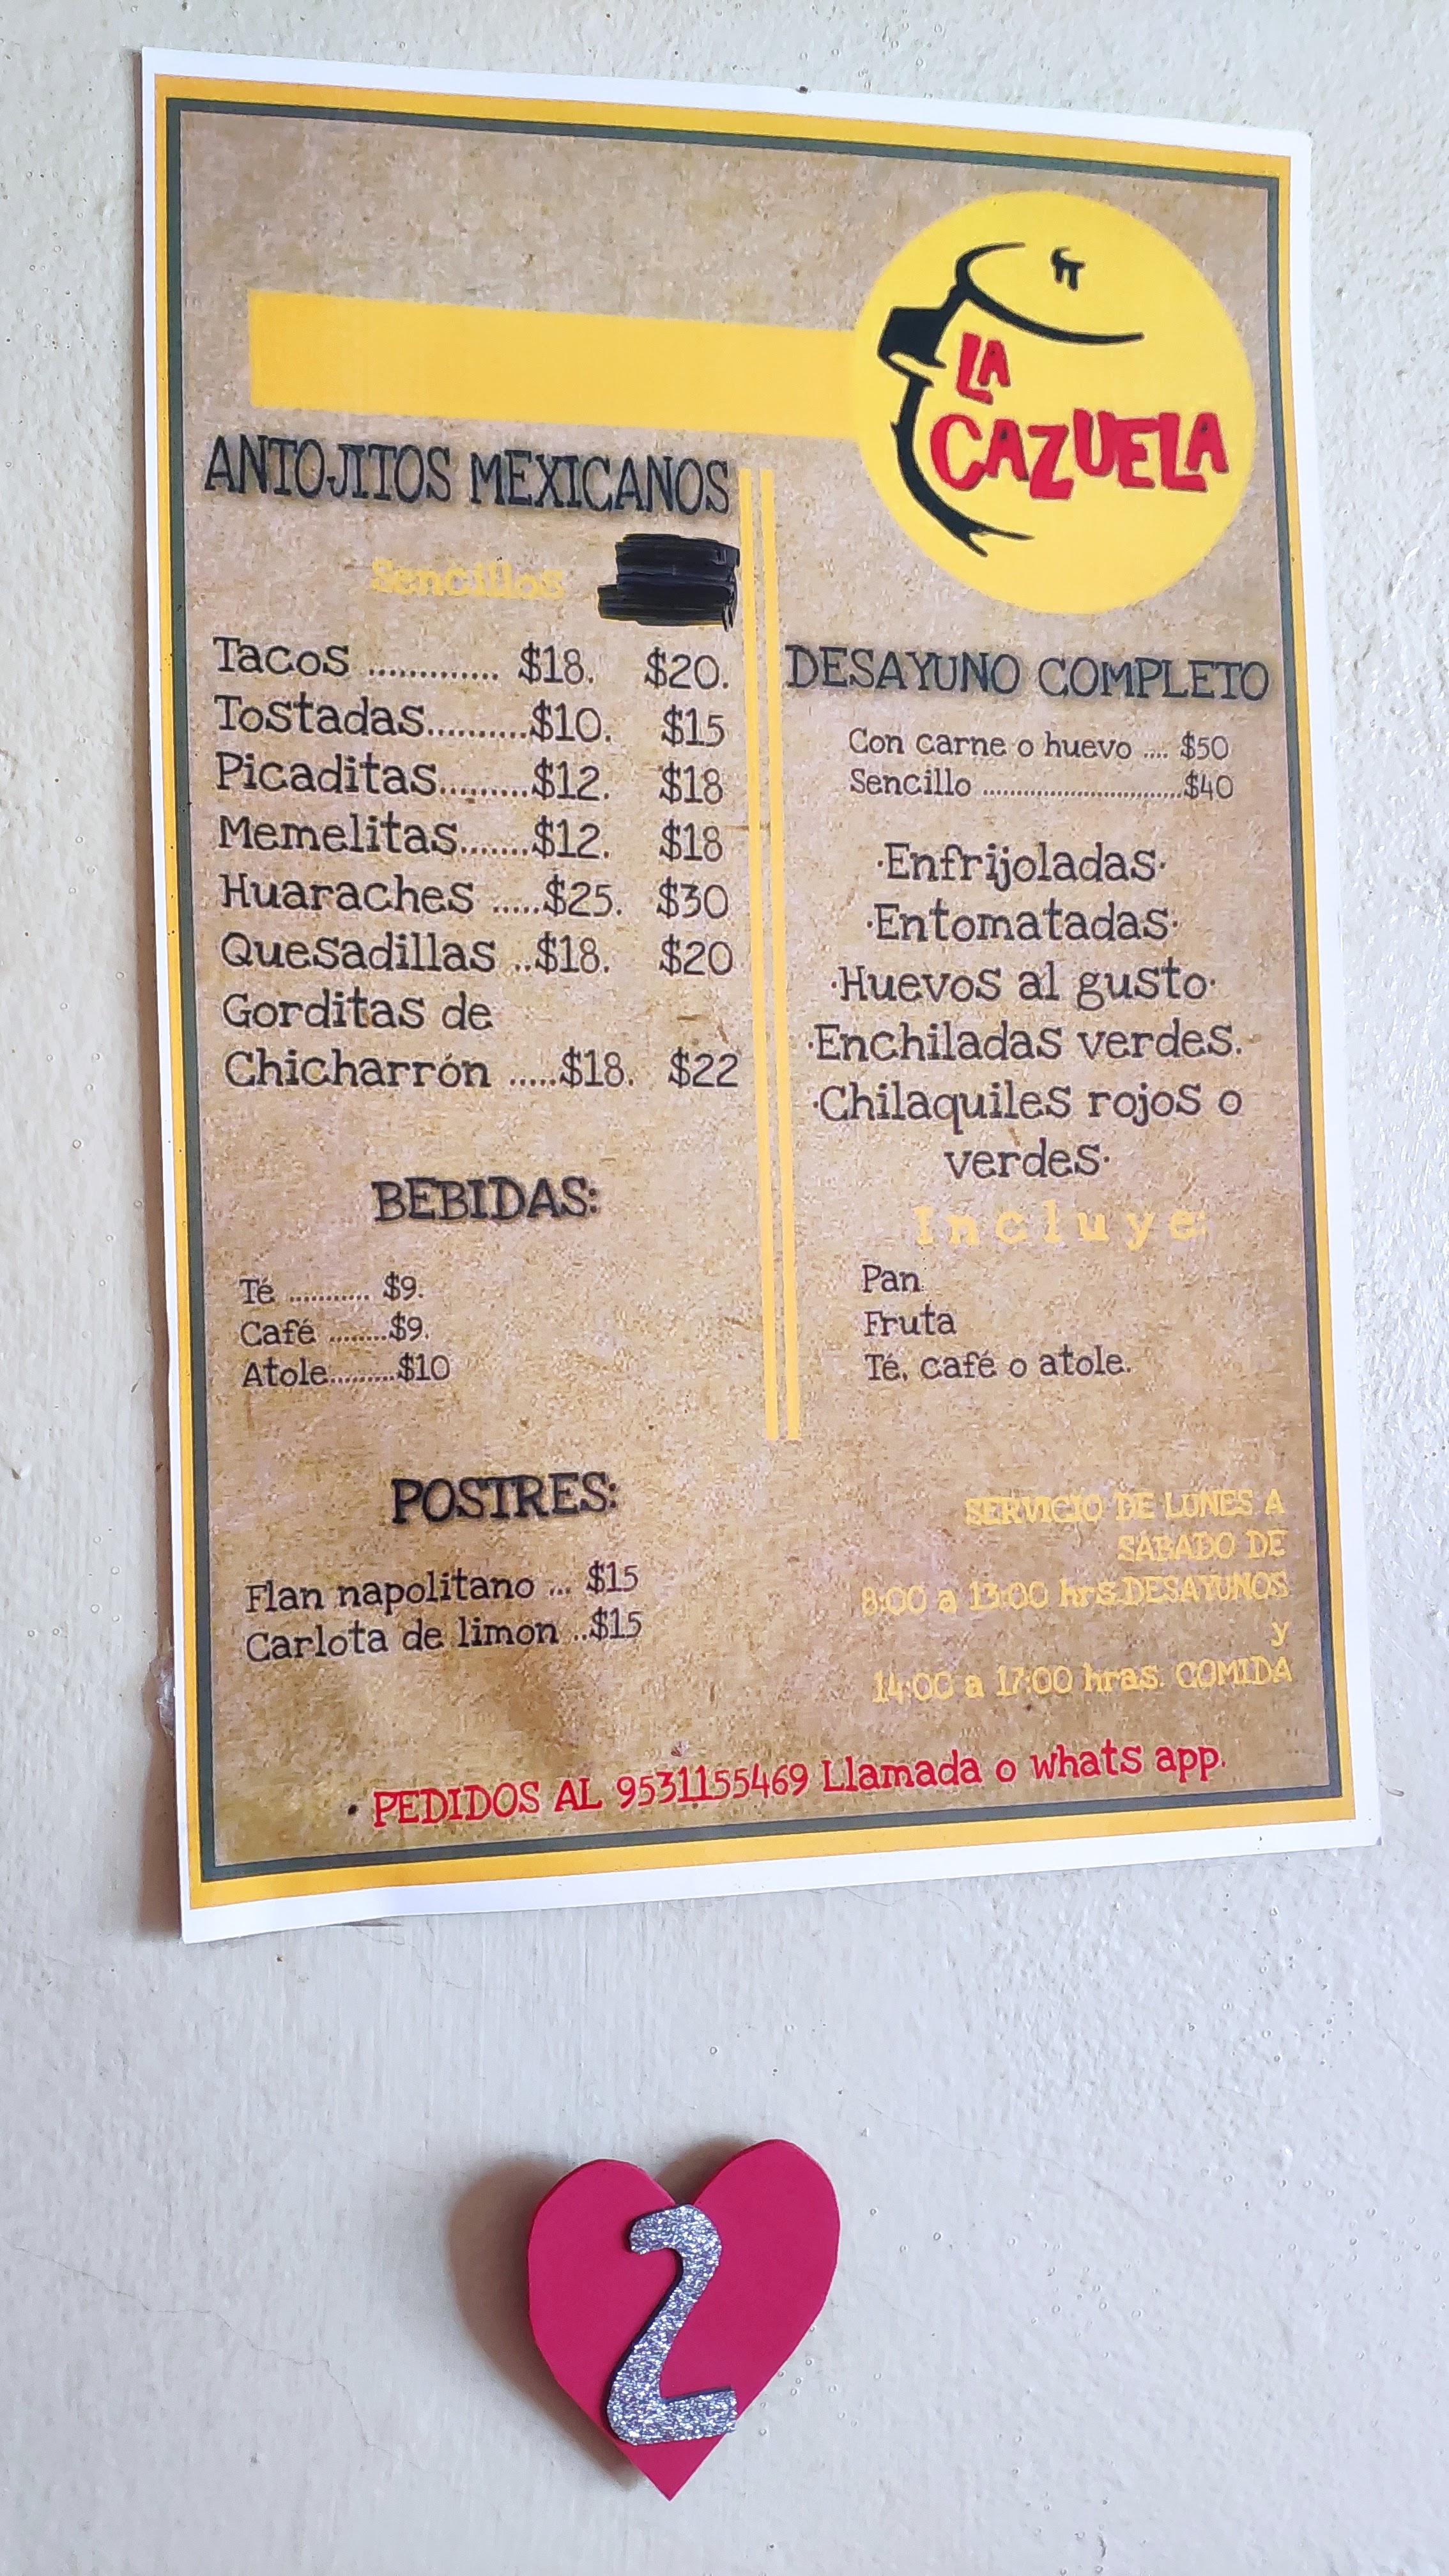 LA
CAZUELA
ANTOJITOS MEXICANOS
Sencillos
Tacos ............. $18. $20.
Tostadas..........$10. $15
Picaditas.........$12. $18
Memelitas.......$12. $18
Huaraches .....$25. $30
Quesadillas ..$18. $20
Gorditas de
Chicharrón .....$18. $22
BEBIDAS:
Té ........... $9.
Café ........$9.
Atole.........$10
POSTRES:
Flan napolitano ... $15
Carlota de limon ..$15
DESAYUNO COMPLETO
Con carne o huevo .... $50
Sencillo ................................$40
·Enfrijoladas·
·Entomatadas·
·Huevos al gusto·
·Enchiladas verdes.
·Chilaquiles rojos o
verdes·
Incluye:
Pan
Fruta
Té, café o atole.
SERVICIO DE LUNES A
SABADO DE
8:00 a 13:00 hrs.DESAYUNOS
y
14:00 a 17:00 hras. COMIDA
PEDIDOS AL 9531155469 Llamada o whats app.
2